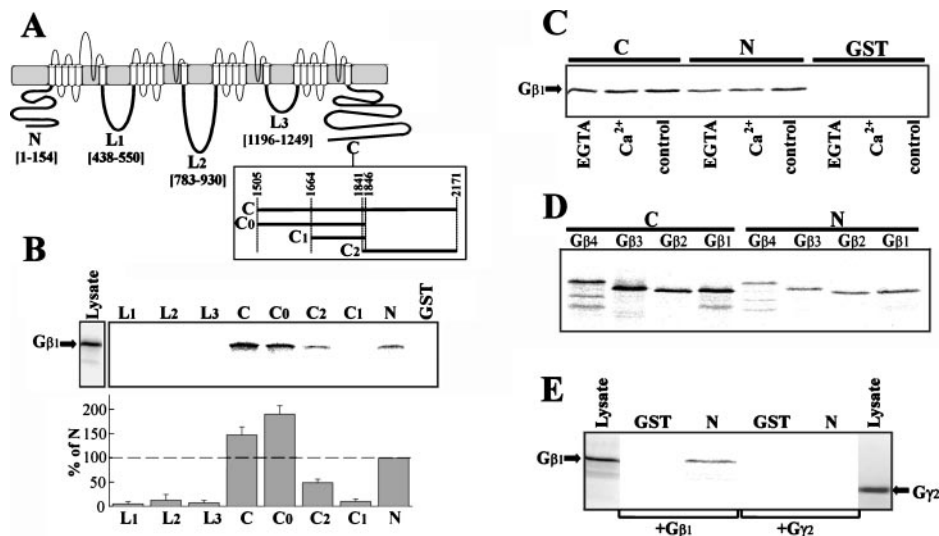 A
N
[1-154]
L1
[438-550]
L2
[783-930]
L3
[1196-1249]
C
1505
1664
1841
1846
2171
C
C0
C1
C2
B
Lysate
L1 L2 L3 C C0 C2 C1 N GST
Gβ1
% of N
200
150
100
50
0
L1 L2 L3 C C0 C2 C1 N
C
C N GST
Gβ1
EGTA Ca2+ control EGTA Ca2+ control EGTA Ca2+ control
D
C N
Gβ4 Gβ3 Gβ2 Gβ1 Gβ4 Gβ3 Gβ2 Gβ1
E
Lysate GST N GST N Lysate
Gβ1
Gγ2
+Gβ1 +Gγ2